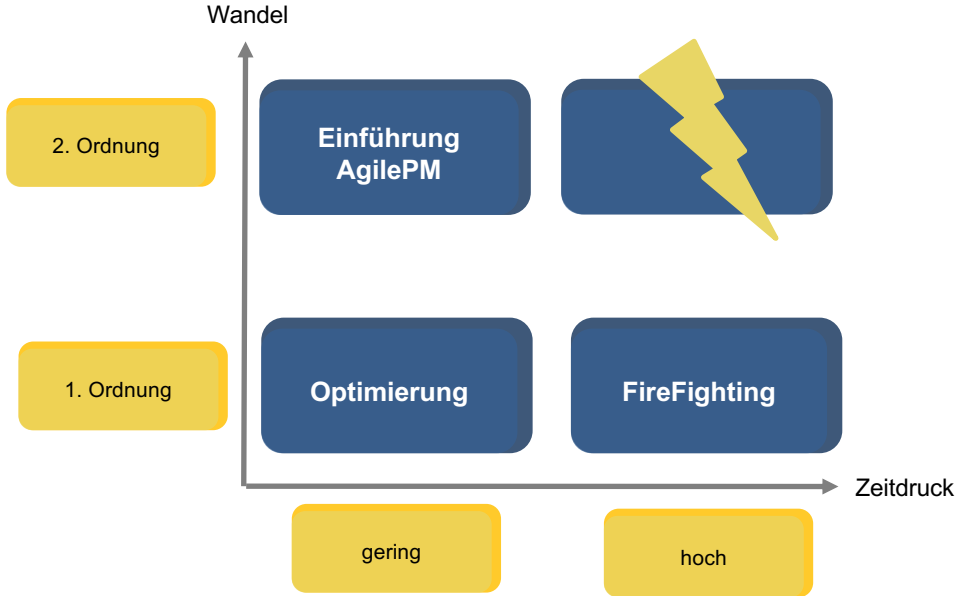 Wandel
2. Ordnung
Einführung
AgilePM
1. Ordnung
Optimierung
FireFighting
Zeitdruck
gering
hoch